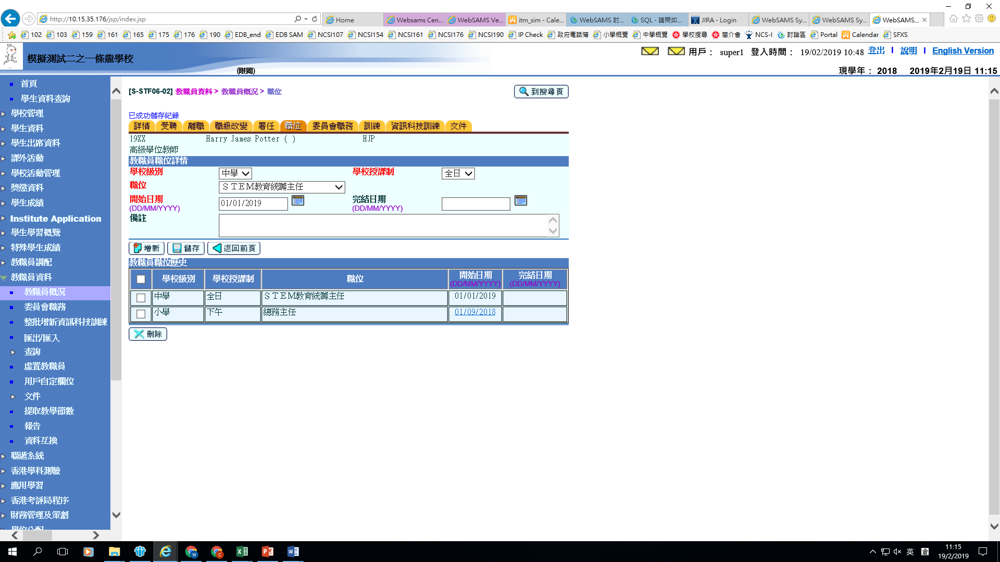 http://10.15.35.176/jsp/index.jsp
Home
Websams Cen...
WebSAMS Ve...
itm_sim - Cale...
WebSAMS 討...
SQL - 請問如...
JIRA - Login
WebSAMS Sy...
WebSAMS Sy...
WebSAMS...
102 103 159 161 165 175 176 190 EDB_end EDB SAM NCSI107 NCSI154 NCSI161 NCSI176 NCSI190 IP Check 政府電話簿 小學概覽 中學概覽 學校搜尋 簡介會 NCS-I 討論區 Portal Calendar SFXS
模擬測試二之一條龍學校
(限閱)
用戶： super1 登入時間： 19/02/2019 10:48 登出 | 說明 | English Version
現學年： 2018 2019年2月19日 11:15
首頁
學生資料查詢
學校管理
學生資料
學生出席資料
課外活動
學校活動管理
獎懲資料
學生成績
Institute Application
學生學習概覽
特殊學生成績
教職員調配
教職員資料
教職員概況
委員會職務
整批增新資訊科技訓練
匯出/匯入
查詢
虛置教職員
用戶自定欄位
文件
提取教學節數
報告
資料互換
聯遞系統
香港學科測驗
應用學習
香港考評局程序
財務管理及策劃
學位分配
[S-STF06-02] 教職員資料 > 教職員概況 > 職位
到搜尋頁
已成功儲存紀錄
詳情 受聘 離職 職級改變 署任 職位 委員會職務 訓練 資訊科技訓練 文件
19XX Harry James Potter ( ) HJP
高級學位教師
教職員職位詳情
學校級別 中學 學校授課制 全日
職位 ＳＴＥＭ教育統籌主任
開始日期 01/01/2019 完結日期
(DD/MM/YYYY) (DD/MM/YYYY)
備註
增新 儲存 返回前頁
教職員職位歷史
學校級別 學校授課制 職位 開始日期 完結日期
(DD/MM/YYYY) (DD/MM/YYYY)
中學 全日 ＳＴＥＭ教育統籌主任 01/01/2019
小學 下午 總務主任 01/09/2018
刪除
英 倉 11:15
19/2/2019